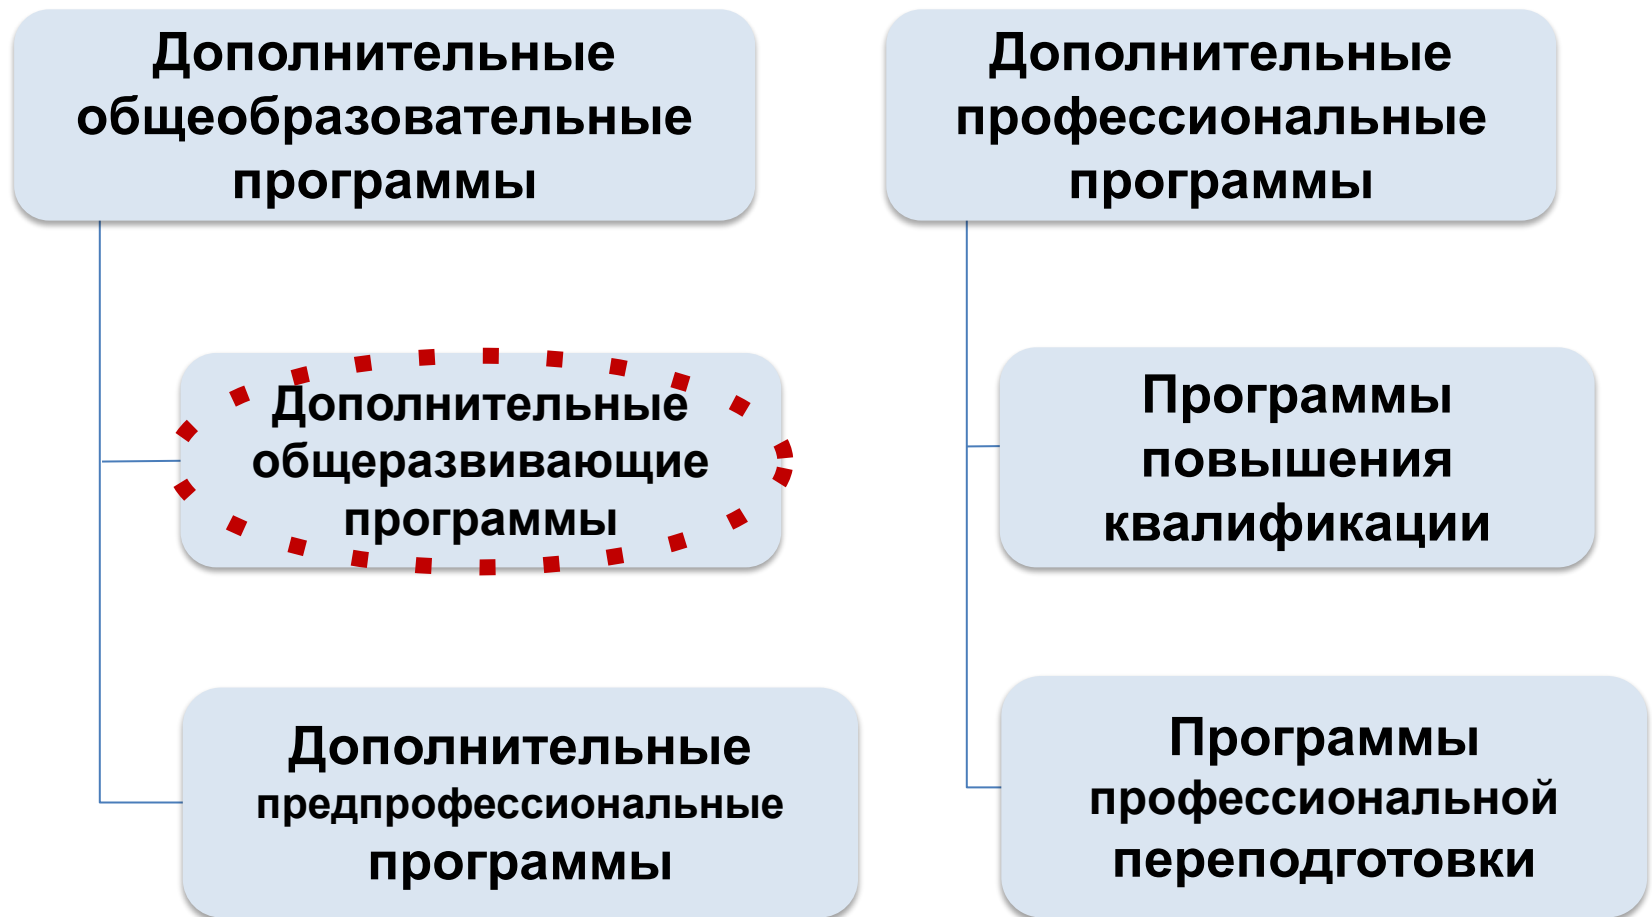 Дополнительные
общеобразовательные
программы
Дополнительные
общеразвивающие
программы
Дополнительные
предпрофессиональные
программы
Дополнительные
профессиональные
программы
Программы
повышения
квалификации
Программы
профессиональной
переподготовки